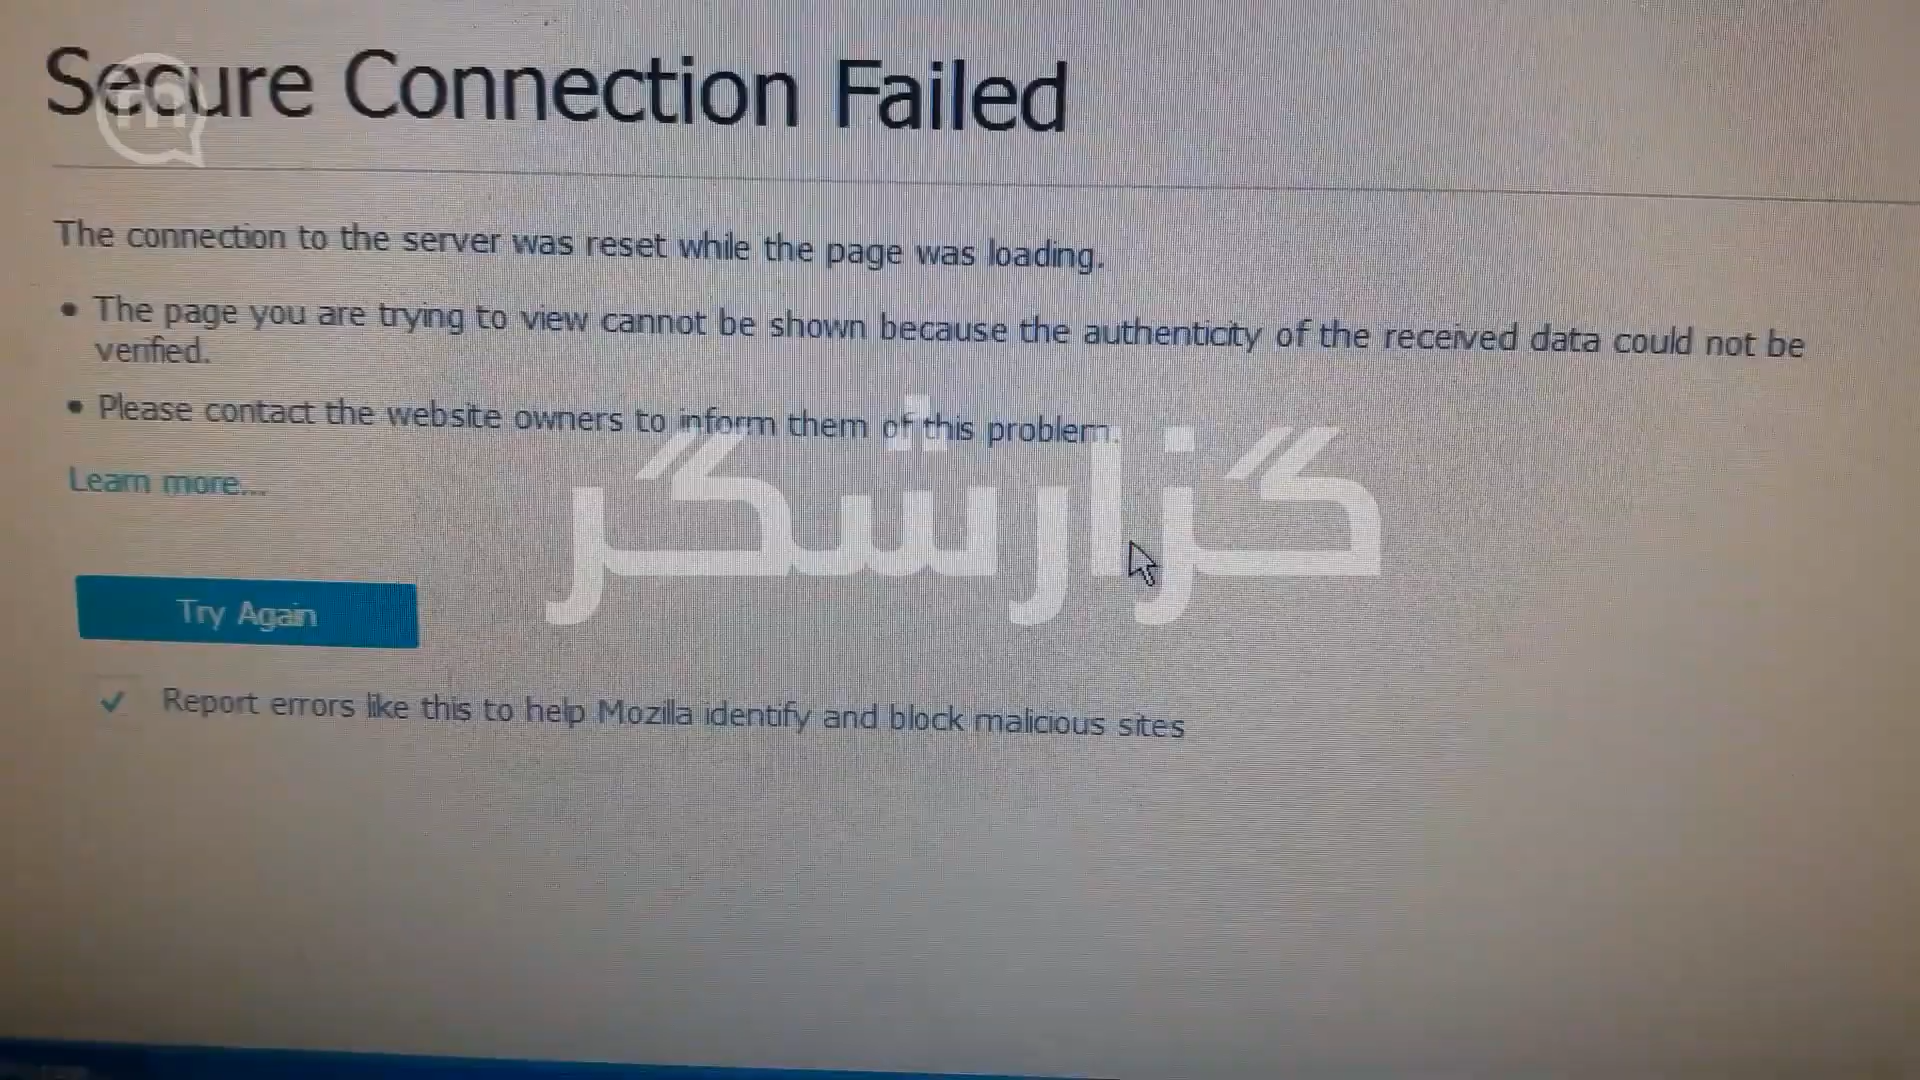 Secure Connection Failed
m
The connection to the server was reset while the page was loading.
• The page you are trying to view cannot be shown because the authenticity of the received data could not be
verified.
• Please contact the website owners to inform them of this problem.
Learn more...
گزارشگر
Try Again
Report errors like this to help Mozilla identify and block malicious sites